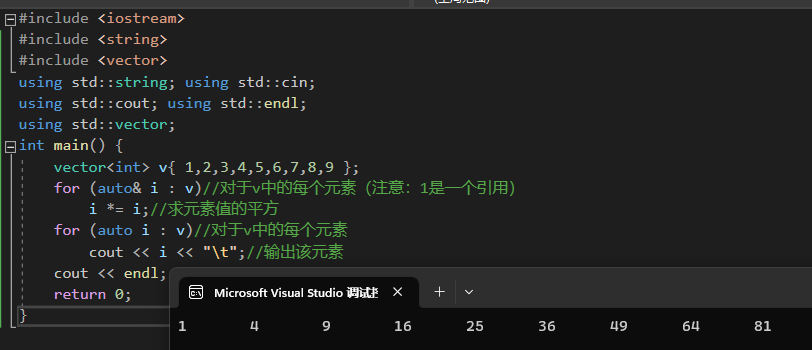 #include <iostream>
#include <string>
#include <vector>
using std::string; using std::cin;
using std::cout; using std::endl;
using std::vector;
int main() {
vector<int> v{ 1,2,3,4,5,6,7,8,9 };
for (auto& i : v)//对于v中的每个元素（注意：1是一个引用）
i *= i;//求元素值的平方
for (auto i : v)//对于v中的每个元素
cout << i << "\t";//输出该元素
cout << endl;
return 0;
}
Microsoft Visual Studio 调试
1 4 9 16 25 36 49 64 81